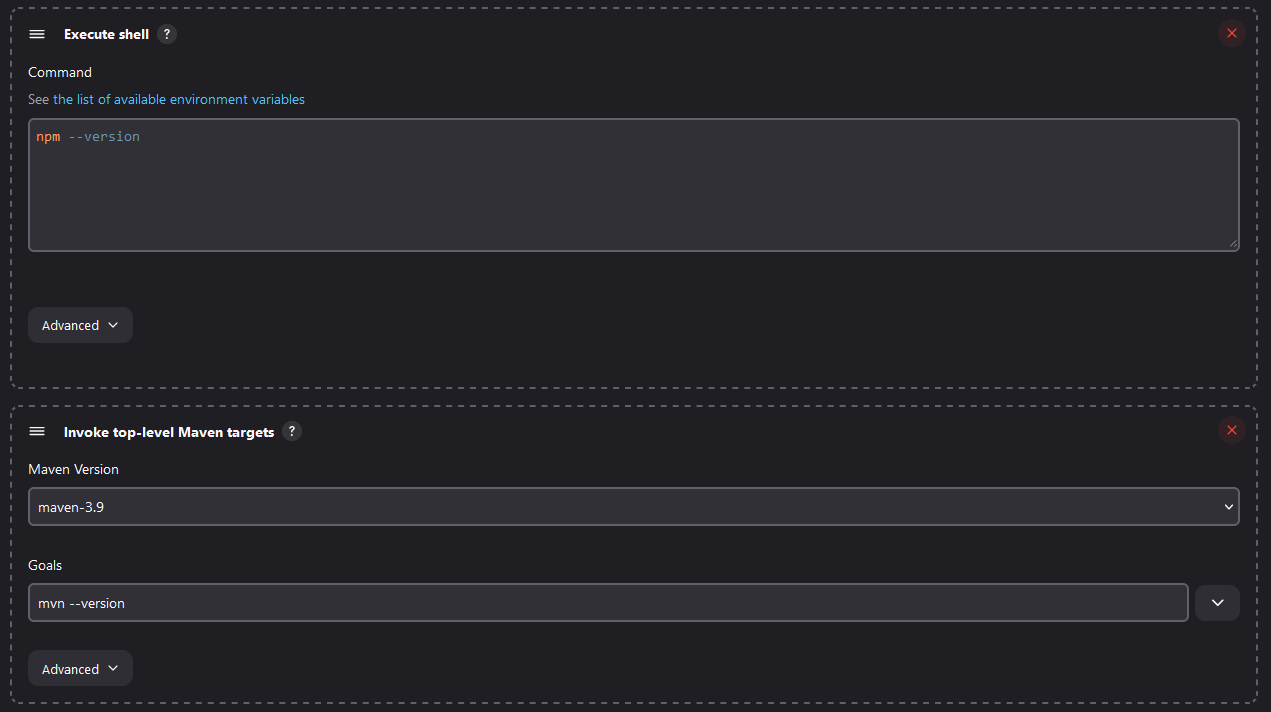 Execute shell ?
Command
See the list of available environment variables
npm --version
Advanced
Invoke top-level Maven targets ?
Maven Version
maven-3.9
Goals
mvn --version
Advanced